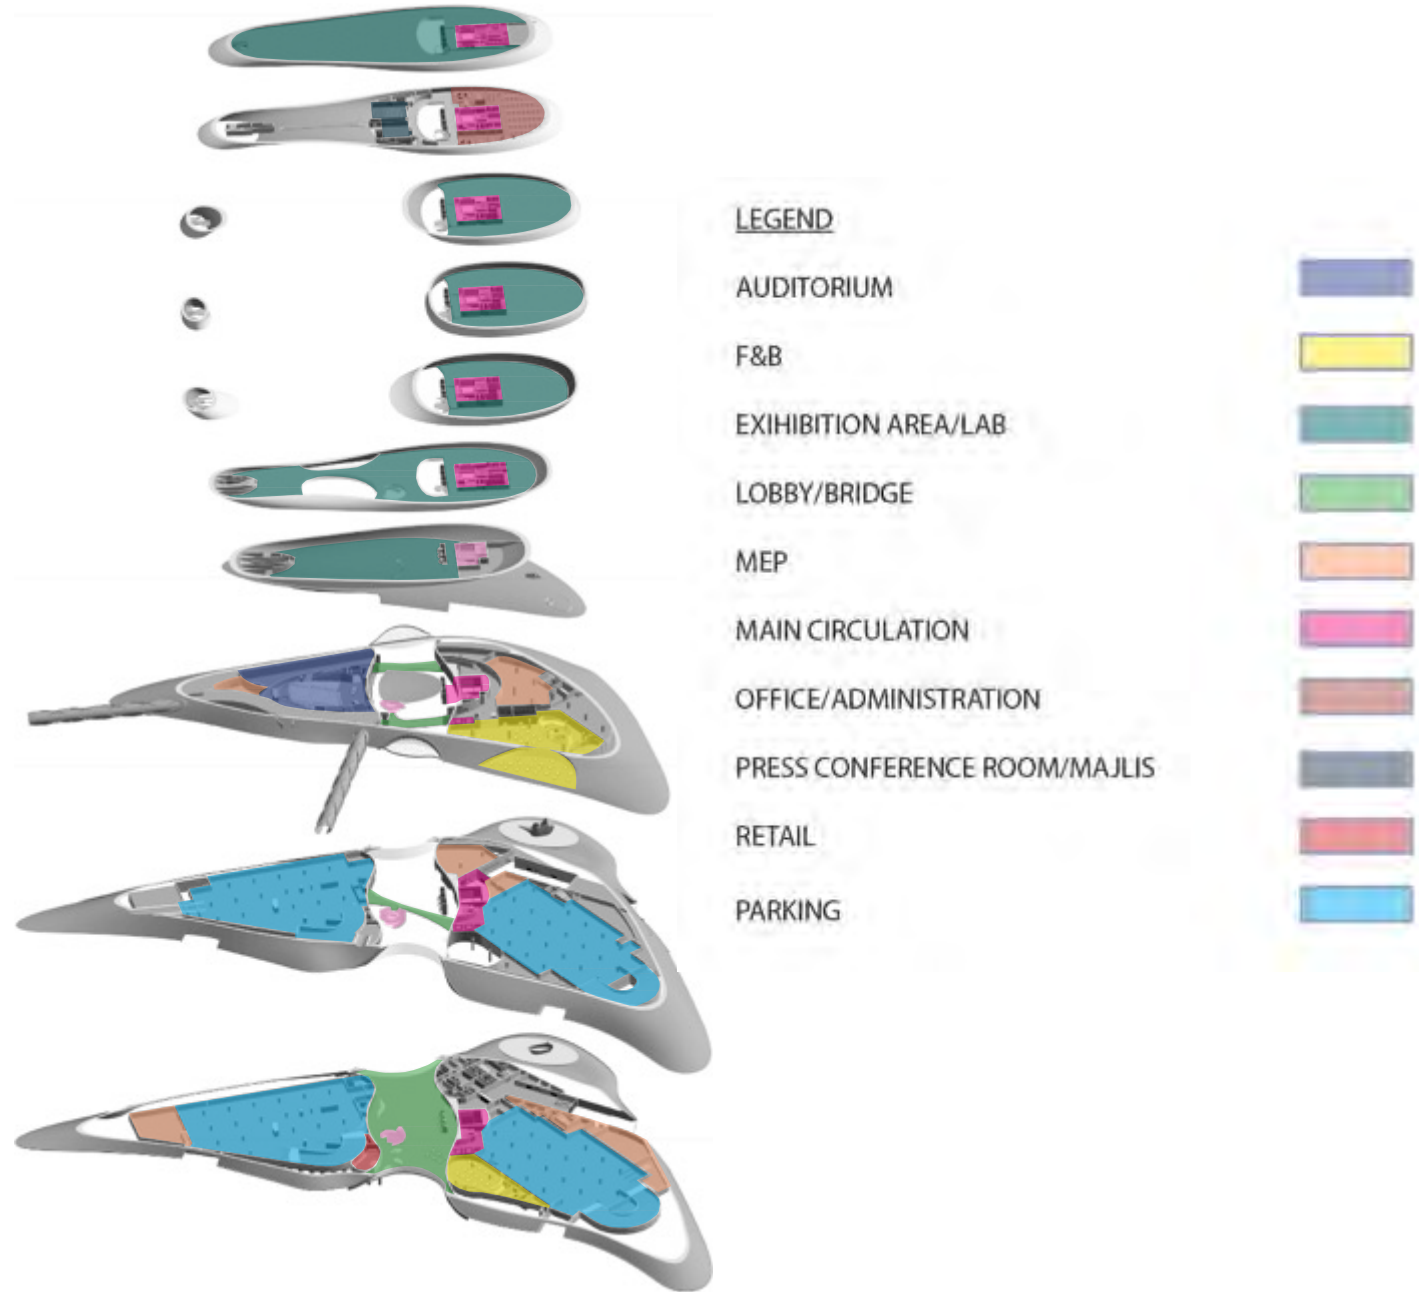 LEGEND
AUDITORIUM
F&B
EXIHIBITION AREA/LAB
LOBBY/BRIDGE
MEP
MAIN CIRCULATION
OFFICE/ADMINISTRATION
PRESS CONFERENCE ROOM/MAJLIS
RETAIL
PARKING